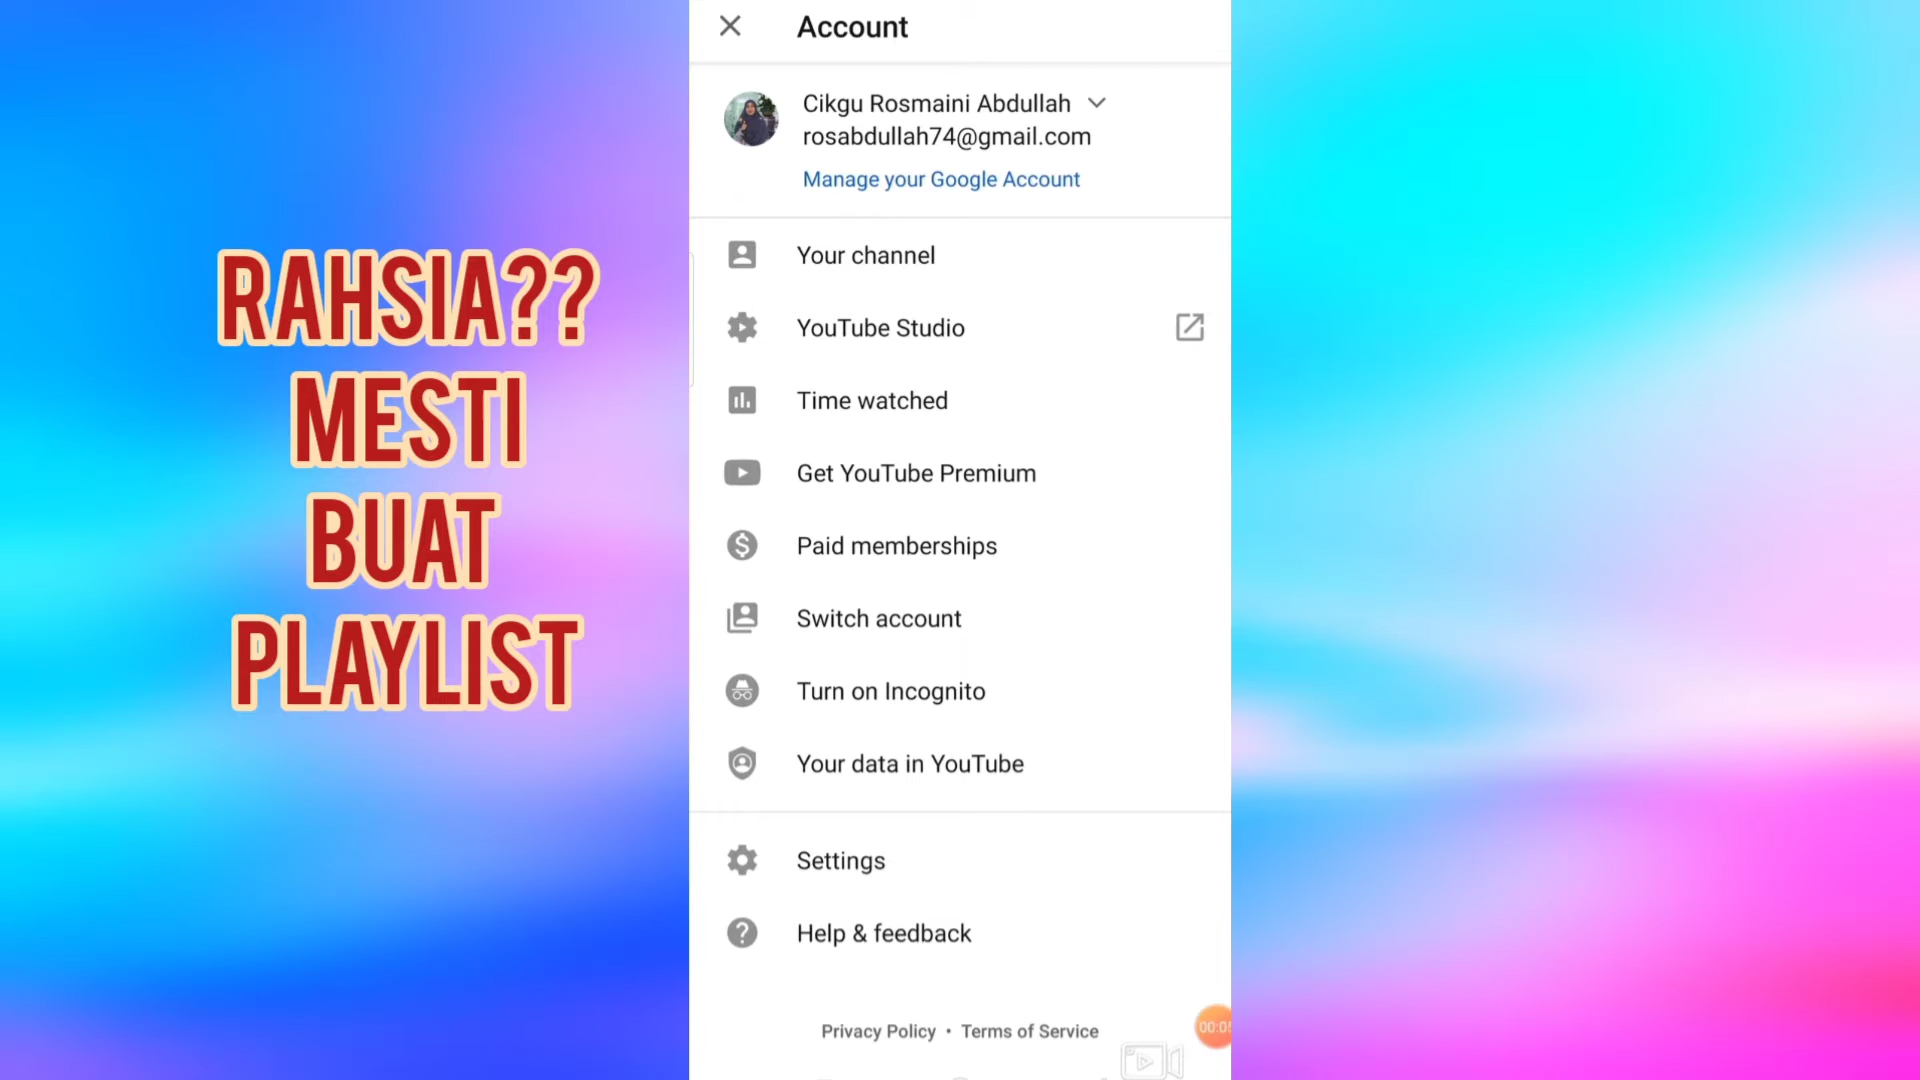 RAHSIA??
MESTI
BUAT
PLAYLIST
Account
Cikgu Rosmaini Abdullah
rosabdullah74@gmail.com
Manage your Google Account
Your channel
YouTube Studio
Time watched
Get YouTube Premium
Paid memberships
Switch account
Turn on Incognito
Your data in YouTube
Settings
Help & feedback
Privacy Policy • Terms of Service